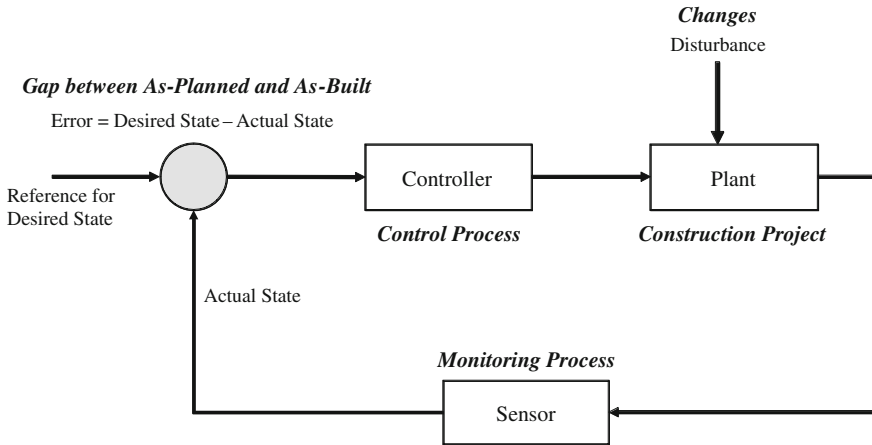 Changes
Disturbance
Gap between As-Planned and As-Built
Error = Desired State – Actual State
Controller
Plant
Reference for
Desired State
Control Process
Construction Project
Actual State
Monitoring Process
Sensor